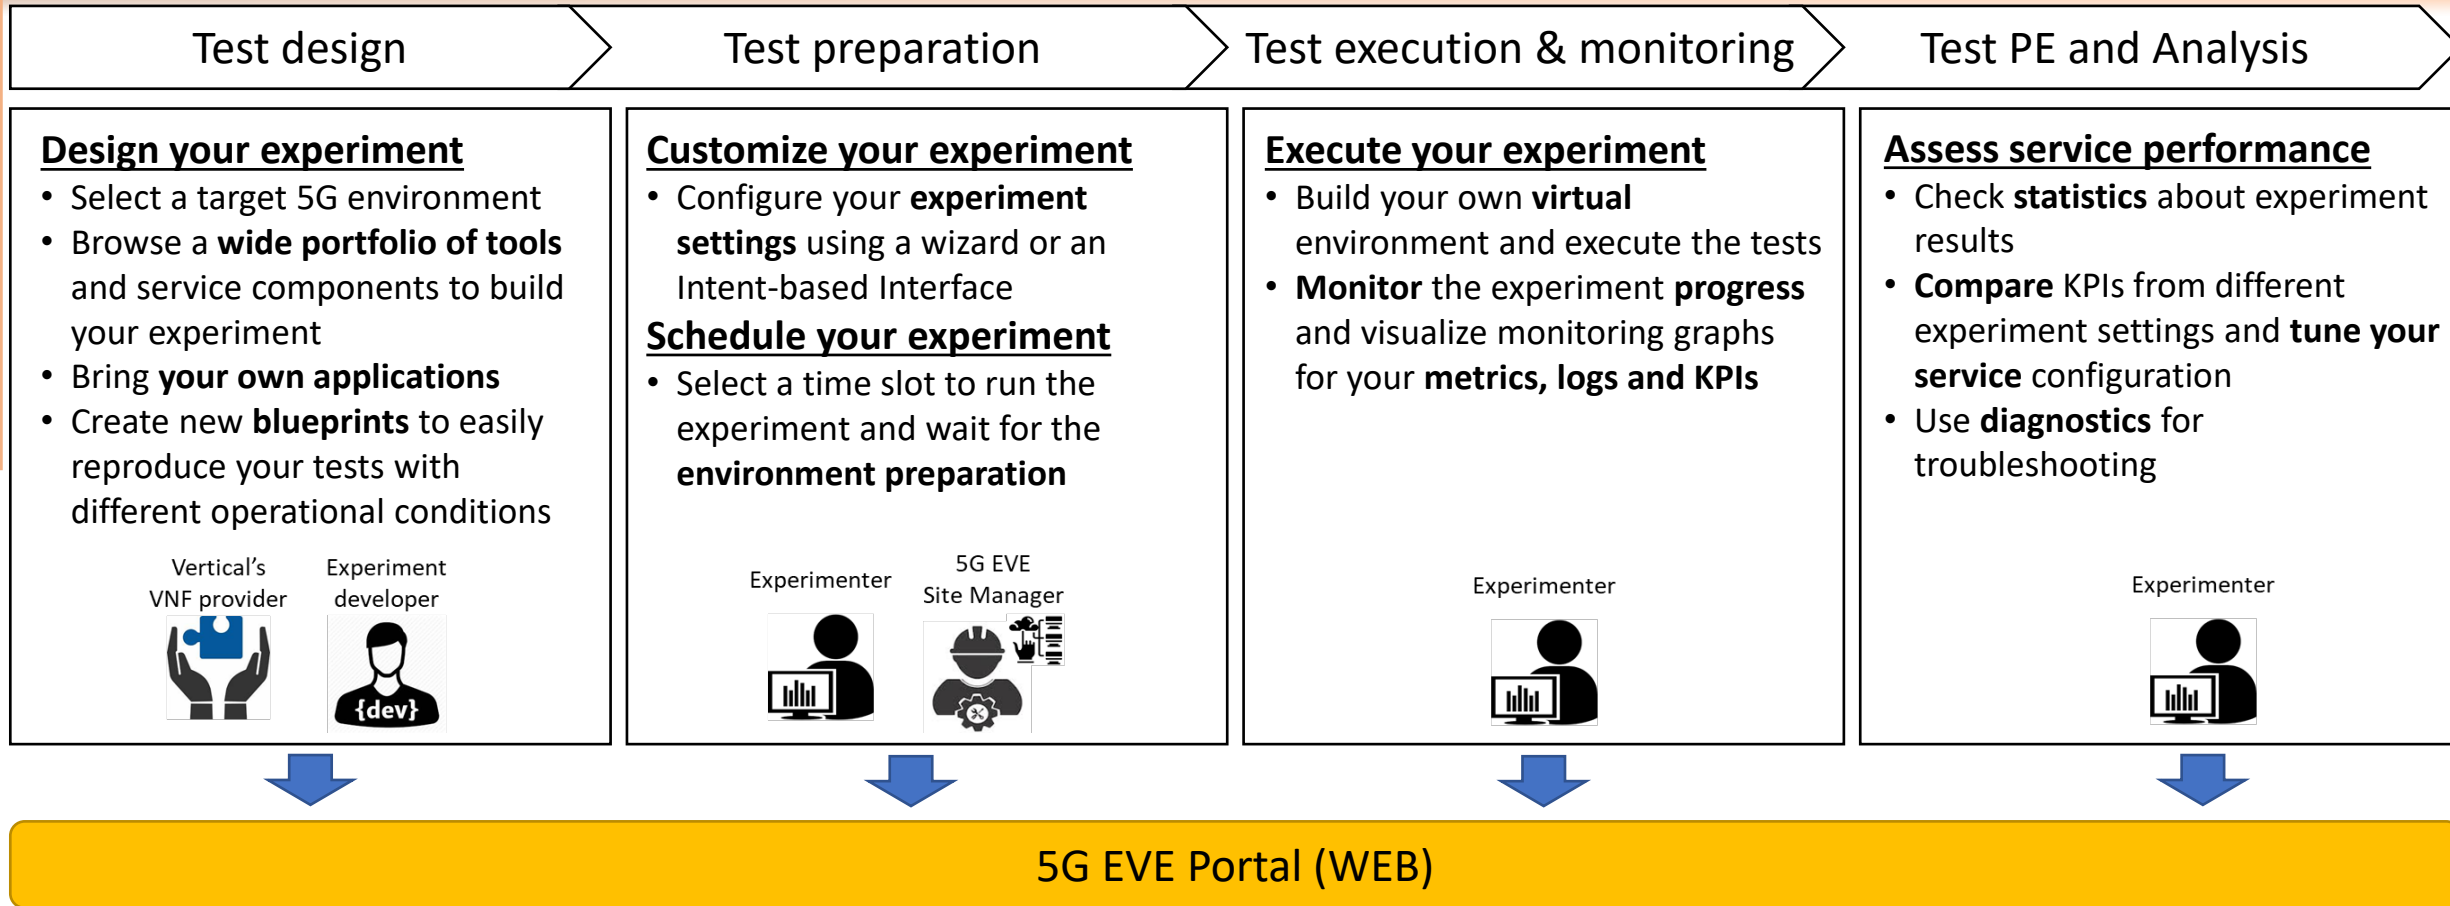 Test design
Test preparation
Test execution & monitoring
Test PE and Analysis
Design your experiment
• Select a target 5G environment
• Browse a wide portfolio of tools
and service components to build
your experiment
• Bring your own applications
• Create new blueprints to easily
reproduce your tests with
different operational conditions
Vertical's
VNF provider
Experiment
developer
{dev}
Customize your experiment
• Configure your experiment
settings using a wizard or an
Intent-based Interface
Schedule your experiment
• Select a time slot to run the
experiment and wait for the
environment preparation
Experimenter
5G EVE
Site Manager
Execute your experiment
• Build your own virtual
environment and execute the tests
• Monitor the experiment progress
and visualize monitoring graphs
for your metrics, logs and KPIs
Experimenter
Assess service performance
• Check statistics about experiment
results
• Compare KPIs from different
experiment settings and tune your
service configuration
• Use diagnostics for
troubleshooting
Experimenter
5G EVE Portal (WEB)